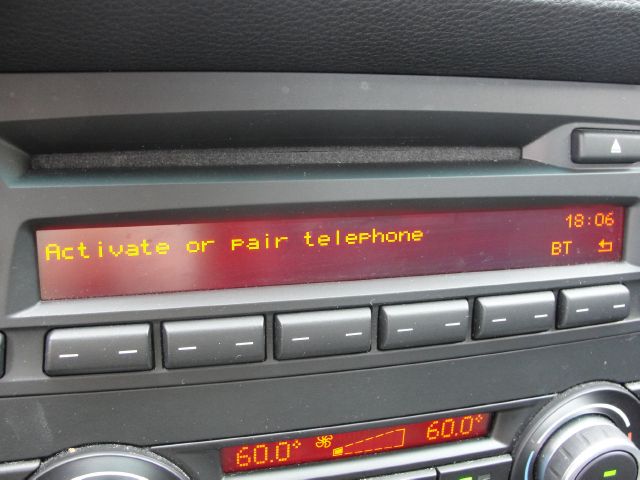 Activate or pair telephone
18:06
BT
60.0°
60.0°